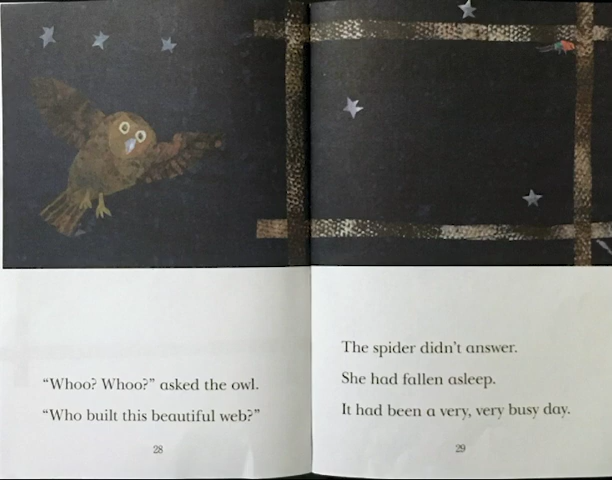 “Whoo? Whoo?” asked the owl.
“Who built this beautiful web?”
28
The spider didn’t answer.
She had fallen asleep.
It had been a very, very busy day.
29